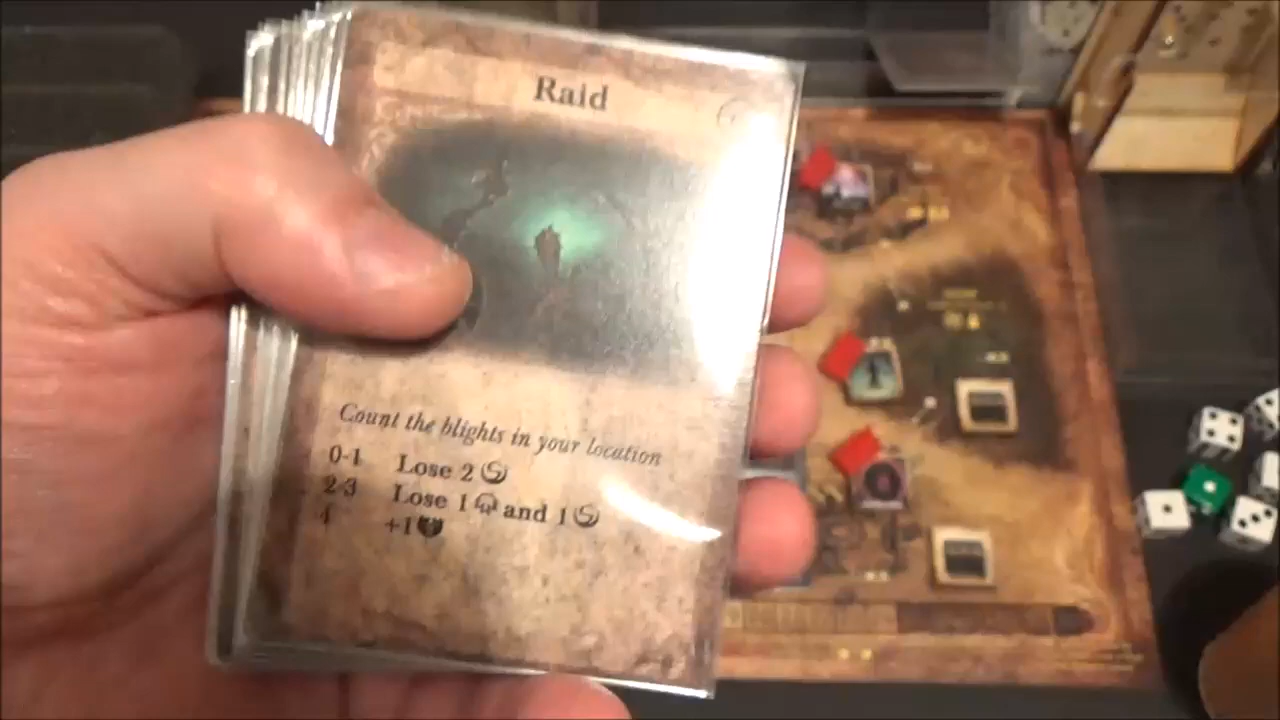 Raid
Count the blights in your location
0-1 Lose 2
2-3 Lose 1 and 1
4 +1